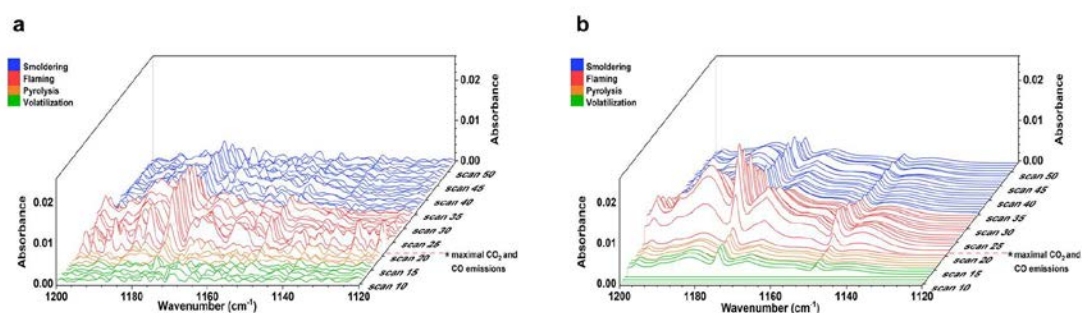 a
Smoldering
Flaming
Pyrolysis
Volatilization
0.02
0.01
0.00
Absorbance
0.02
0.01
0.00
Absorbance
scan 50
scan 45
scan 40
scan 35
scan 30
scan 25
scan 20
scan 15
scan 10
* maximal CO2 and
CO emissions
1200
1180
1160
1140
1120
Wavenumber (cm-1)
b
Smoldering
Flaming
Pyrolysis
Volatilization
0.02
0.01
0.00
Absorbance
0.02
0.01
0.00
Absorbance
scan 50
scan 45
scan 40
scan 35
scan 30
scan 25
scan 20
scan 15
scan 10
* maximal CO2 and
CO emissions
1200
1180
1160
1140
1120
Wavenumber (cm-1)